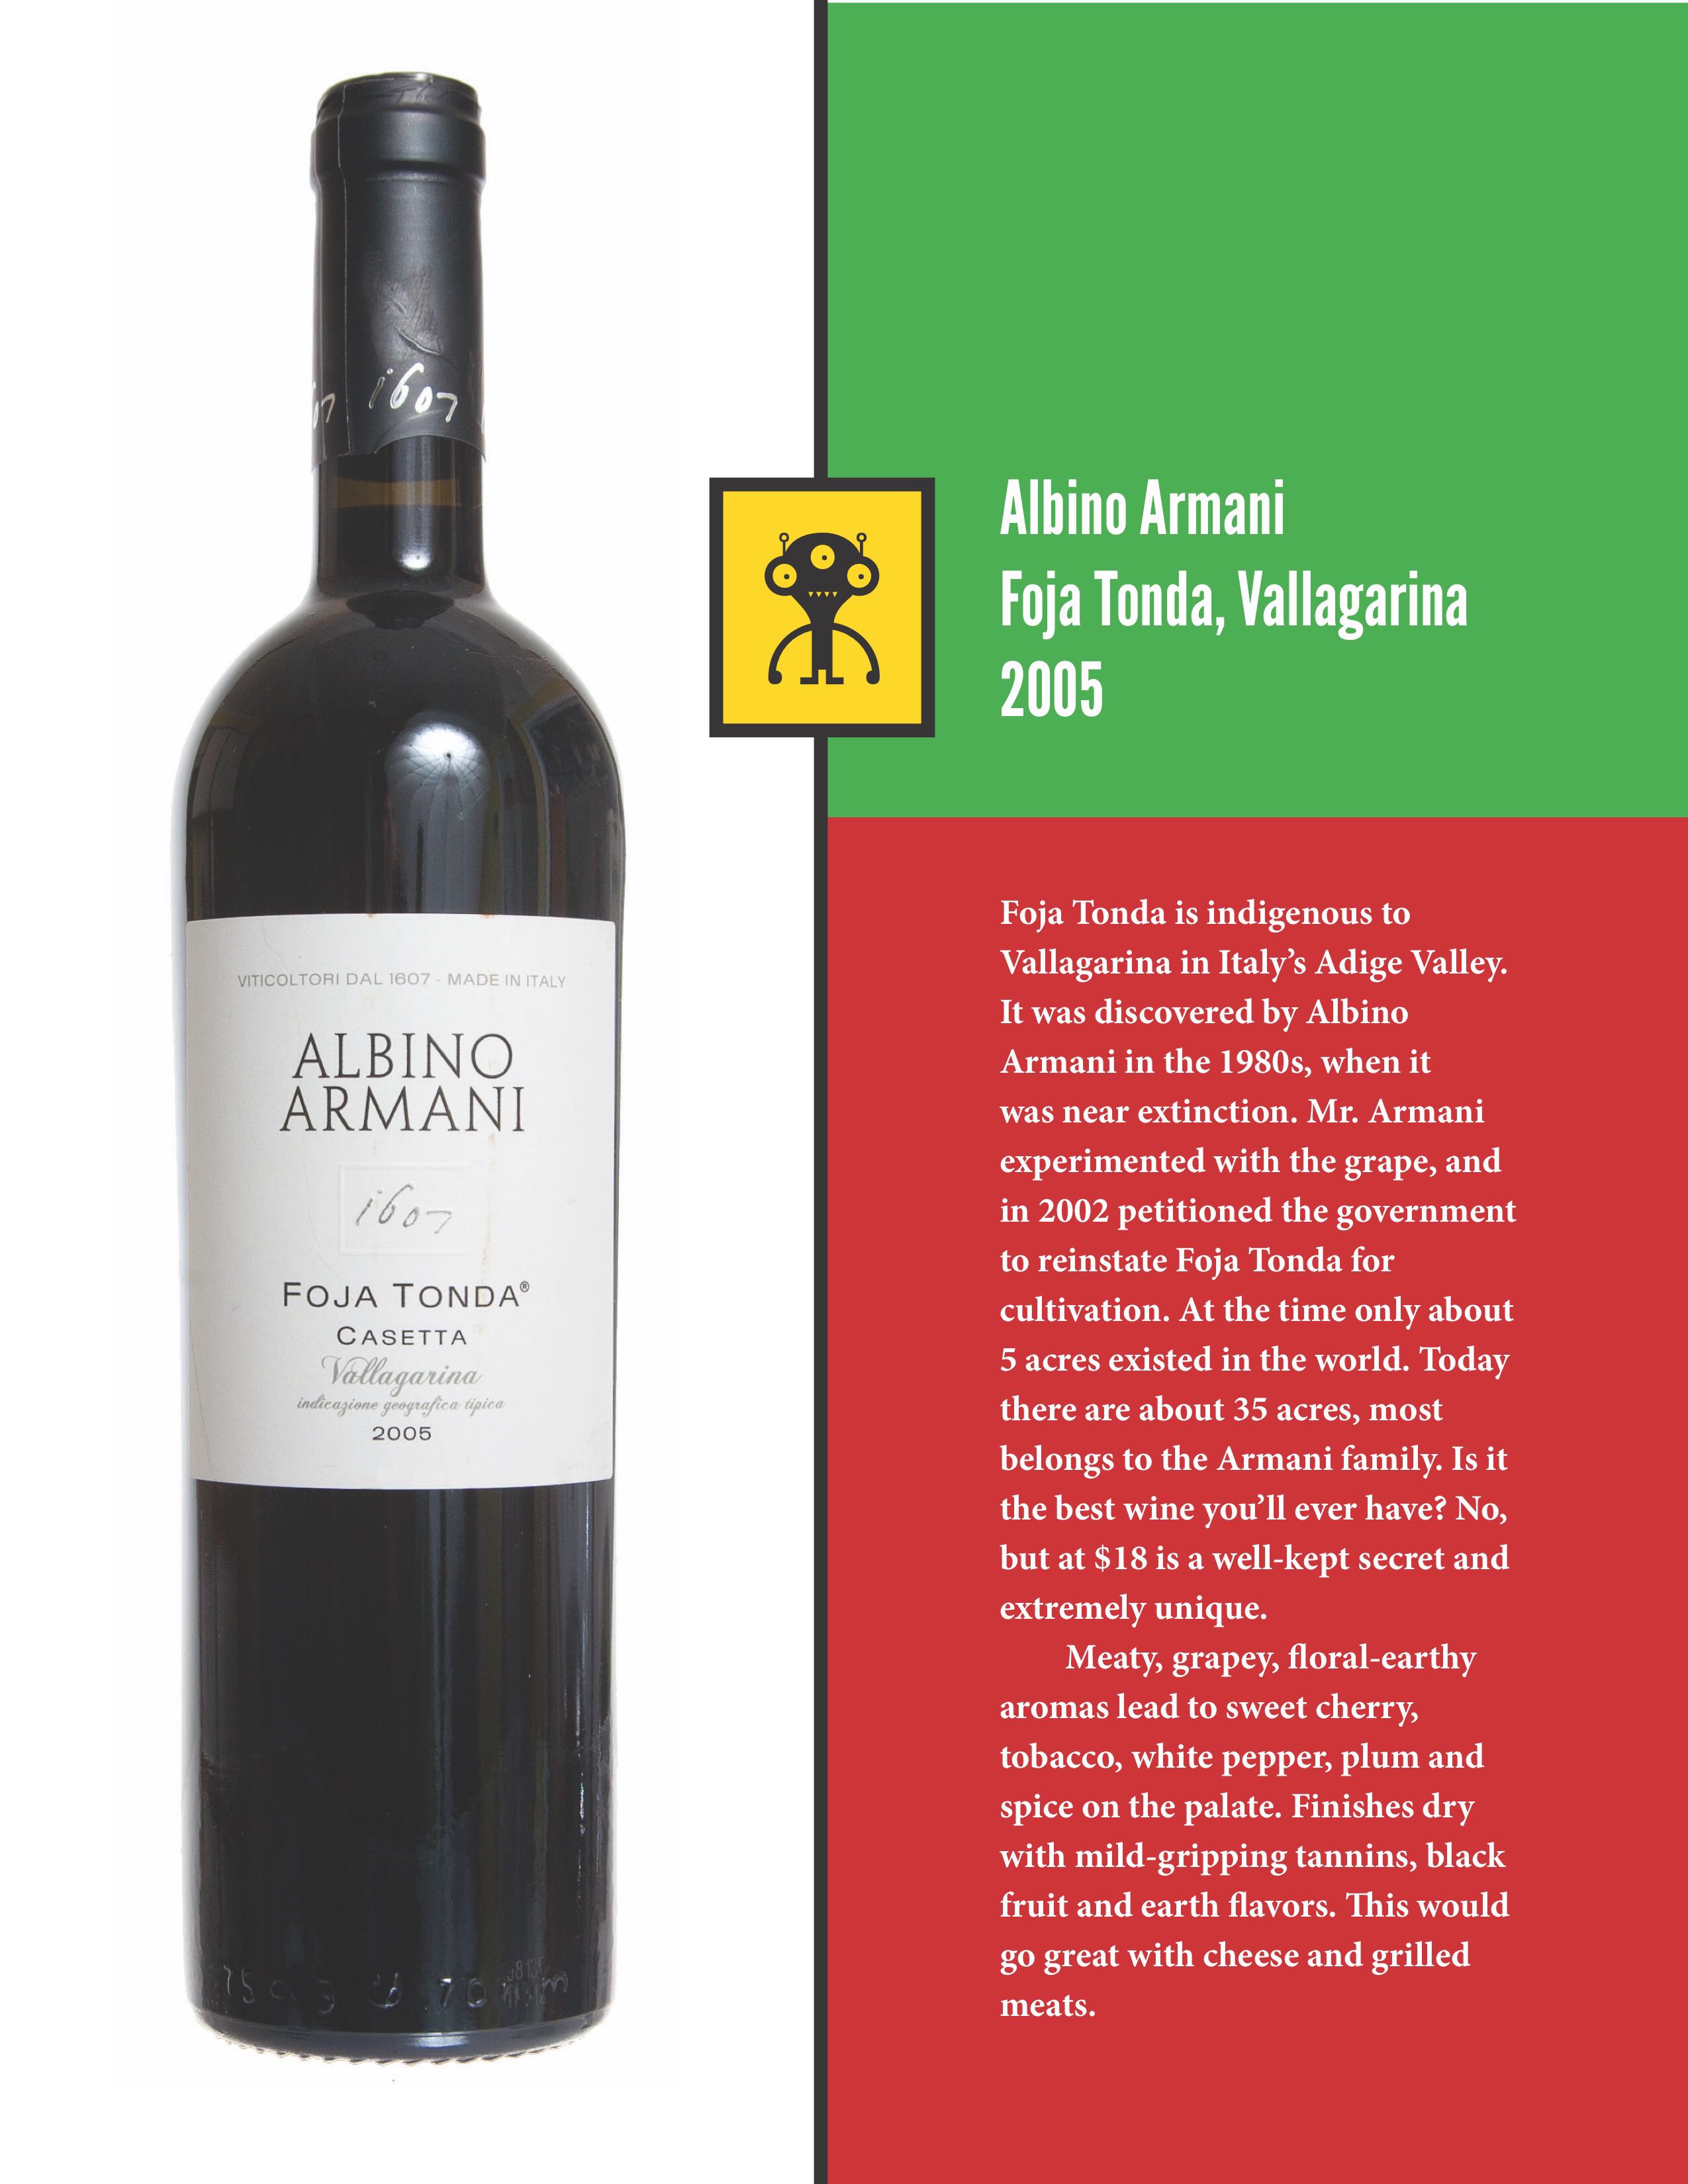 1607
VITICOLTORI DAL 1607 - MADE IN ITALY
ALBINO
ARMANI
1607
FOJA TONDA®
CASETTA
Vallagarina
indicazione geografica tipica
2005
Albino Armani
Foja Tonda, Vallagarina
2005
Foja Tonda is indigenous to
Vallagarina in Italy’s Adige Valley.
It was discovered by Albino
Armani in the 1980s, when it
was near extinction. Mr. Armani
experimented with the grape, and
in 2002 petitioned the government
to reinstate Foja Tonda for
cultivation. At the time only about
5 acres existed in the world. Today
there are about 35 acres, most
belongs to the Armani family. Is it
the best wine you’ll ever have? No,
but at $18 is a well-kept secret and
extremely unique.
Meaty, grapey, floral-earthy
aromas lead to sweet cherry,
tobacco, white pepper, plum and
spice on the palate. Finishes dry
with mild-gripping tannins, black
fruit and earth flavors. This would
go great with cheese and grilled
meats.